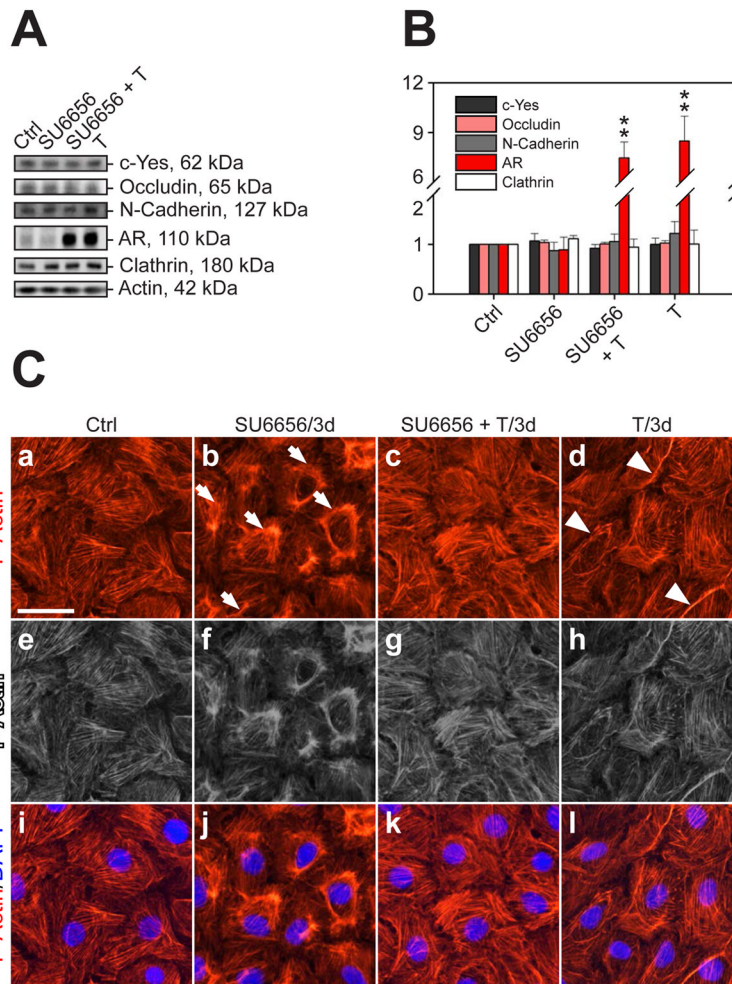 A
Ctrl
SU6656
SU6656 + T
T
c-Yes, 62 kDa
Occludin, 65 kDa
N-Cadherin, 127 kDa
AR, 110 kDa
Clathrin, 180 kDa
Actin, 42 kDa
B
12
9
6
2
1
0
c-Yes
Occludin
N-Cadherin
AR
Clathrin
**
**
Ctrl
SU6656
SU6656
+ T
T
C
Ctrl
SU6656/3d
SU6656 + T/3d
T/3d
a
b
c
d
e
f
g
h
i
j
k
l